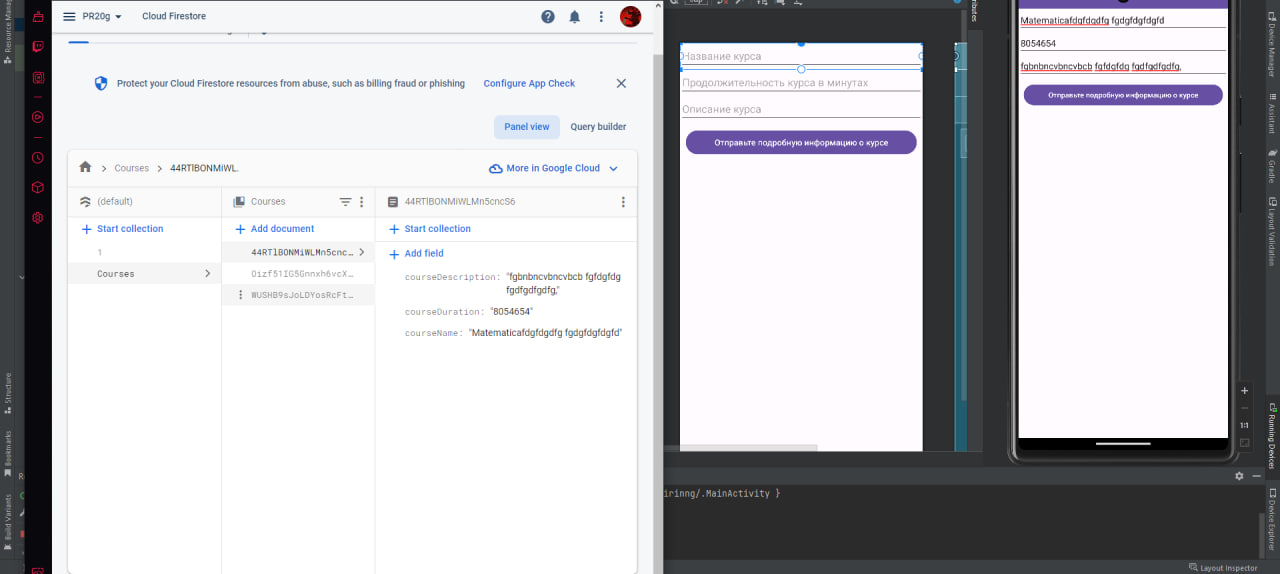 Resource Manager
PR20g
Cloud Firestore
Protect your Cloud Firestore resources from abuse, such as billing fraud or phishing
Configure App Check
Panel view
Query builder
Courses
44RTlBONMiWL.
More in Google Cloud
(default)
Courses
44RTlBONMiWLMn5cncS6
Start collection
Add document
Start collection
1
44RTlBONMiWLMn5cnc…
Add field
Courses
Oizf51IG5Gnnxh6vcX…
WUSHB9sJoLDYosRcFt…
courseDescription: "fgbnbncvbncvbcb fgfdgfdg
fgdfgdfgdfg,"
courseDuration: "8054654"
courseName: "Matematicafdgfdgdfg fgdgfdgfdgfd"
Название курса
Продолжительность курса в минутах
Описание курса
Отправьте подробную информацию о курсе
Matematicafdgfdgdfg fgdgfdgfdgfd
8054654
fgbnbncvbncvbcb fgfdgfdg fgdfgdfgdfg,
Отправьте подробную информацию о курсе
1:1
irinng/.MainActivity }
Structure
Bookmarks
Build Variants
Device Manager
Assistant
Gradle
Layout Validation
Running Devices
Device Explorer
Layout Inspector